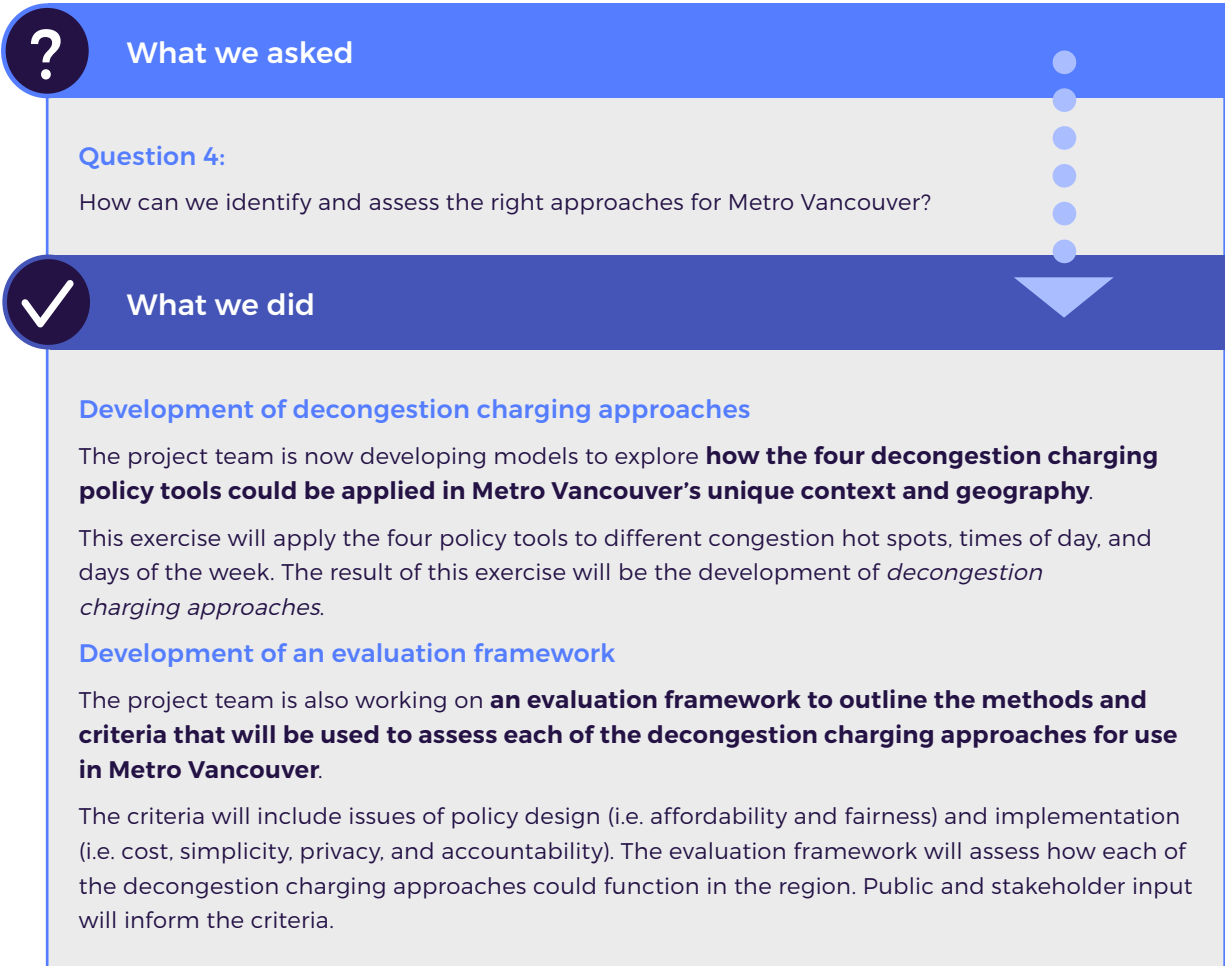 ?
What we asked
Question 4:
How can we identify and assess the right approaches for Metro Vancouver?
What we did
Development of decongestion charging approaches
The project team is now developing models to explore how the four decongestion charging
policy tools could be applied in Metro Vancouver’s unique context and geography.
This exercise will apply the four policy tools to different congestion hot spots, times of day, and
days of the week. The result of this exercise will be the development of decongestion
charging approaches.
Development of an evaluation framework
The project team is also working on an evaluation framework to outline the methods and
criteria that will be used to assess each of the decongestion charging approaches for use
in Metro Vancouver.
The criteria will include issues of policy design (i.e. affordability and fairness) and implementation
(i.e. cost, simplicity, privacy, and accountability). The evaluation framework will assess how each of
the decongestion charging approaches could function in the region. Public and stakeholder input
will inform the criteria.